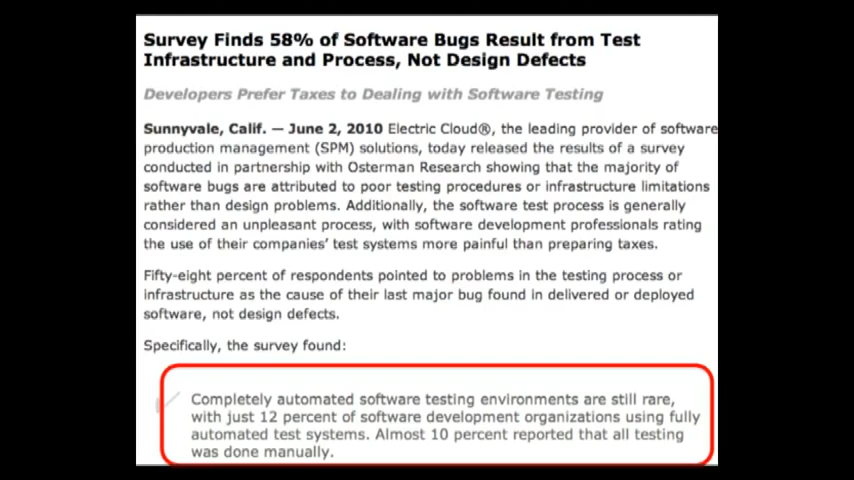 Survey Finds 58% of Software Bugs Result from Test
Infrastructure and Process, Not Design Defects
Developers Prefer Taxes to Dealing with Software Testing
Sunnyvale, Calif. — June 2, 2010 Electric Cloud®, the leading provider of software
production management (SPM) solutions, today released the results of a survey
conducted in partnership with Osterman Research showing that the majority of
software bugs are attributed to poor testing procedures or infrastructure limitations
rather than design problems. Additionally, the software test process is generally
considered an unpleasant process, with software development professionals rating
the use of their companies’ test systems more painful than preparing taxes.
Fifty-eight percent of respondents pointed to problems in the testing process or
infrastructure as the cause of their last major bug found in delivered or deployed
software, not design defects.
Specifically, the survey found:
Completely automated software testing environments are still rare,
with just 12 percent of software development organizations using fully
automated test systems. Almost 10 percent reported that all testing
was done manually.